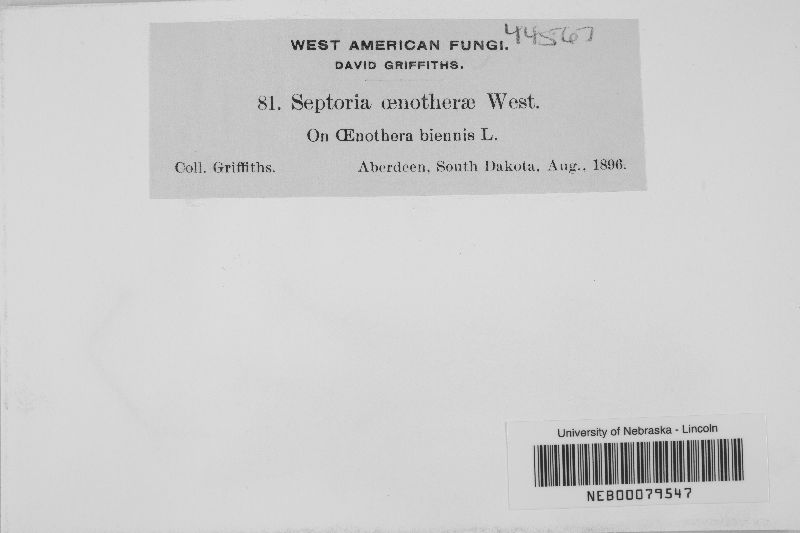 44567
WEST AMERICAN FUNGI.
DAVID GRIFFITHS.
81. Septoria œnotheræ West.
On Œnothera biennis L.
Coll. Griffiths. Aberdeen, South Dakota, Aug., 1896.
University of Nebraska - Lincoln
NEB00079547